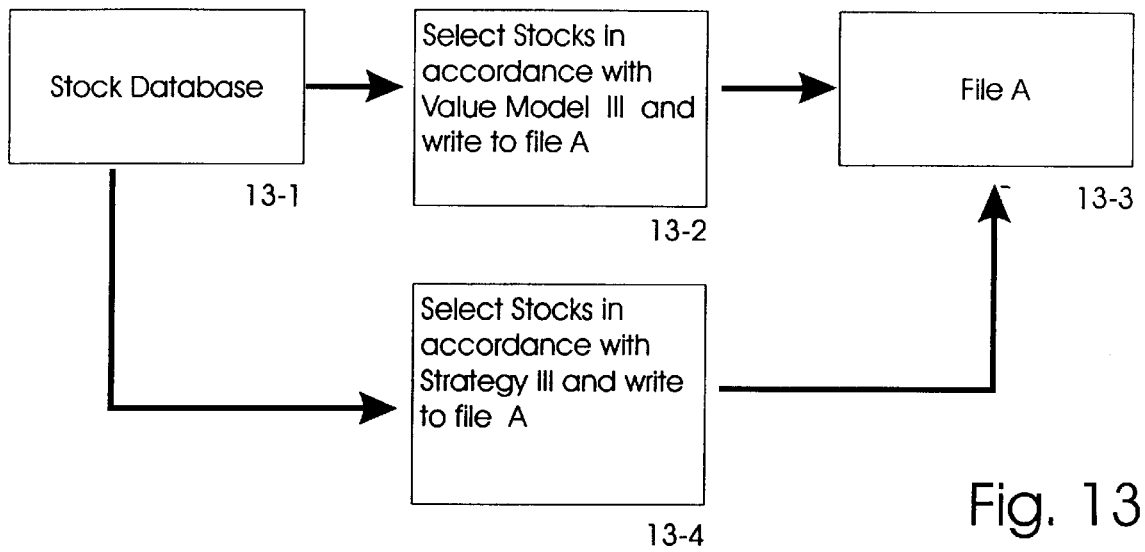 Stock Database
13-1
Select Stocks in
accordance with
Value Model III and
write to file A
13-2
File A
13-3
Select Stocks in
accordance with
Strategy III and write
to file A
13-4
Fig. 13